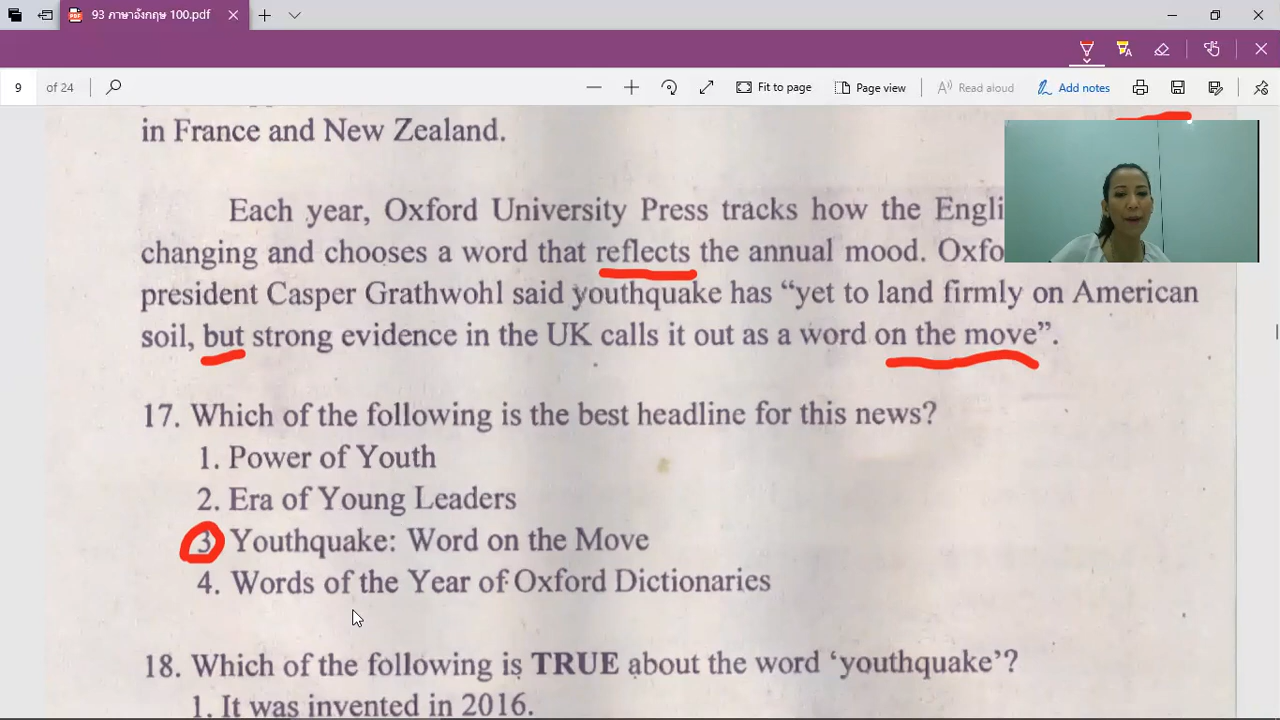 93 ภาษาอังกฤษ 100.pdf
9 of 24
Fit to page
Page view
Read aloud
Add notes
in France and New Zealand.
Each year, Oxford University Press tracks how the Engli
changing and chooses a word that reflects the annual mood. Oxfo
president Casper Grathwohl said youthquake has “yet to land firmly on American
soil, but strong evidence in the UK calls it out as a word on the move”.
17. Which of the following is the best headline for this news?
1. Power of Youth
2. Era of Young Leaders
3 Youthquake: Word on the Move
4. Words of the Year of Oxford Dictionaries
18. Which of the following is TRUE about the word ‘youthquake’?
1. It was invented in 2016.